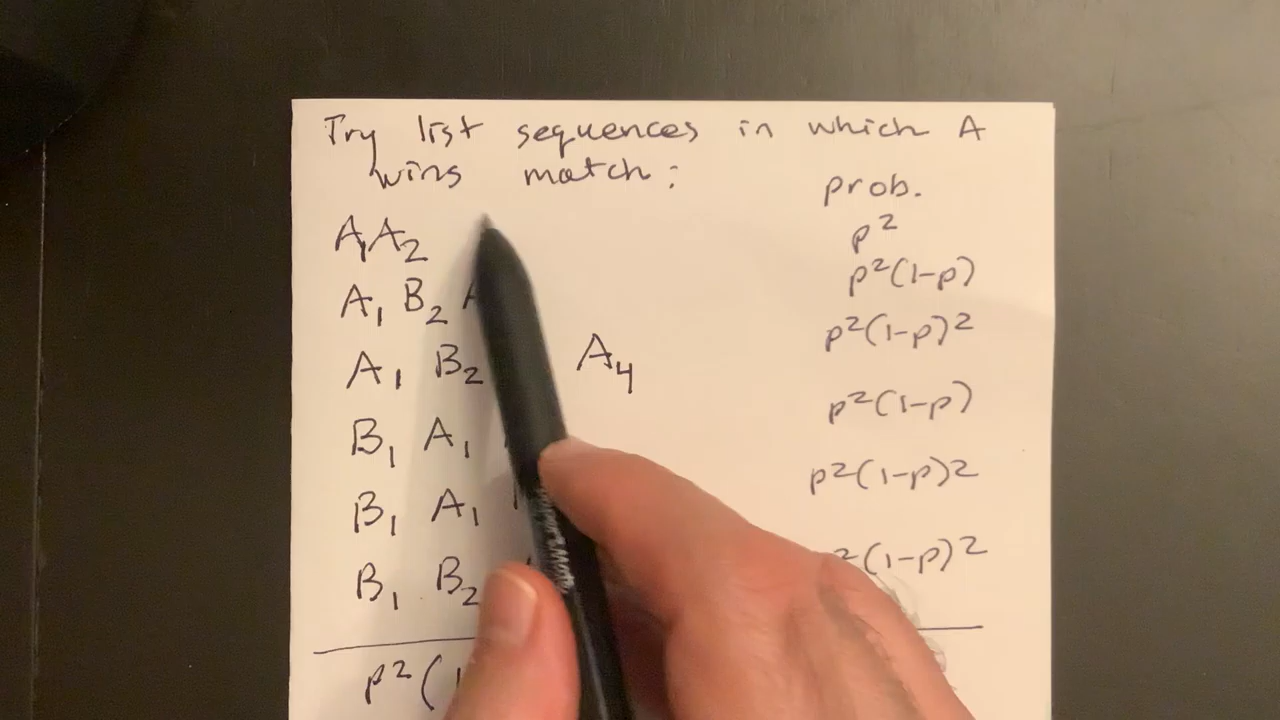 Try list sequences in which A
wins match:
prob.
A₁A₂ p²
A₁ B₂ A p²(1-p)
A₁ B₂ A₄ p²(1-p)²
B₁ A₁ p²(1-p)
B₁ A₁ p²(1-p)²
B₁ B₂ ²(1-p)²
p²(